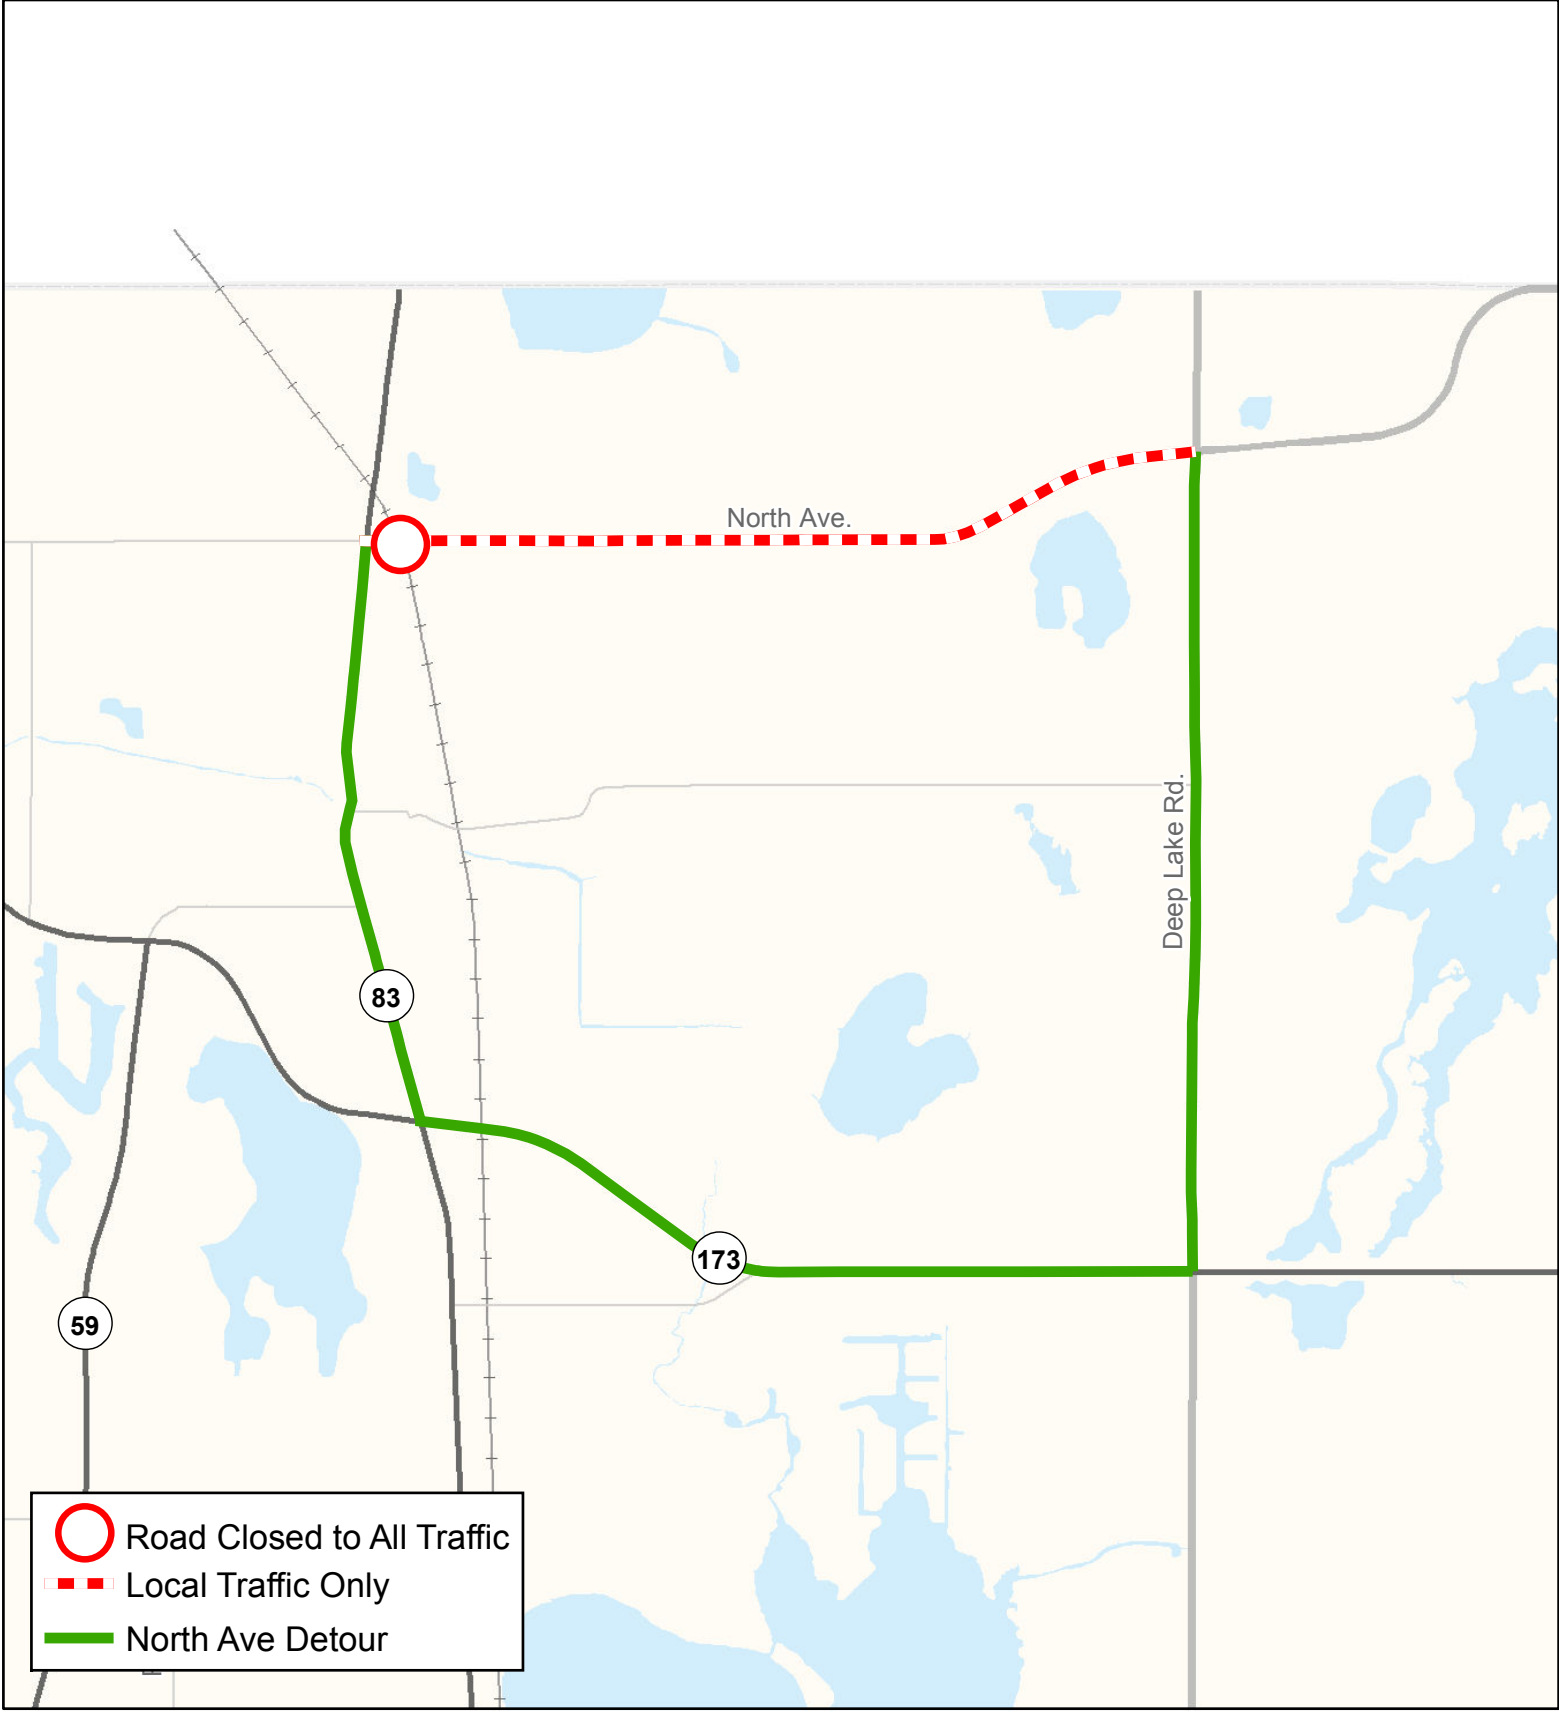 North Ave.
Deep Lake Rd.
83
173
59
Road Closed to All Traffic
Local Traffic Only
North Ave Detour